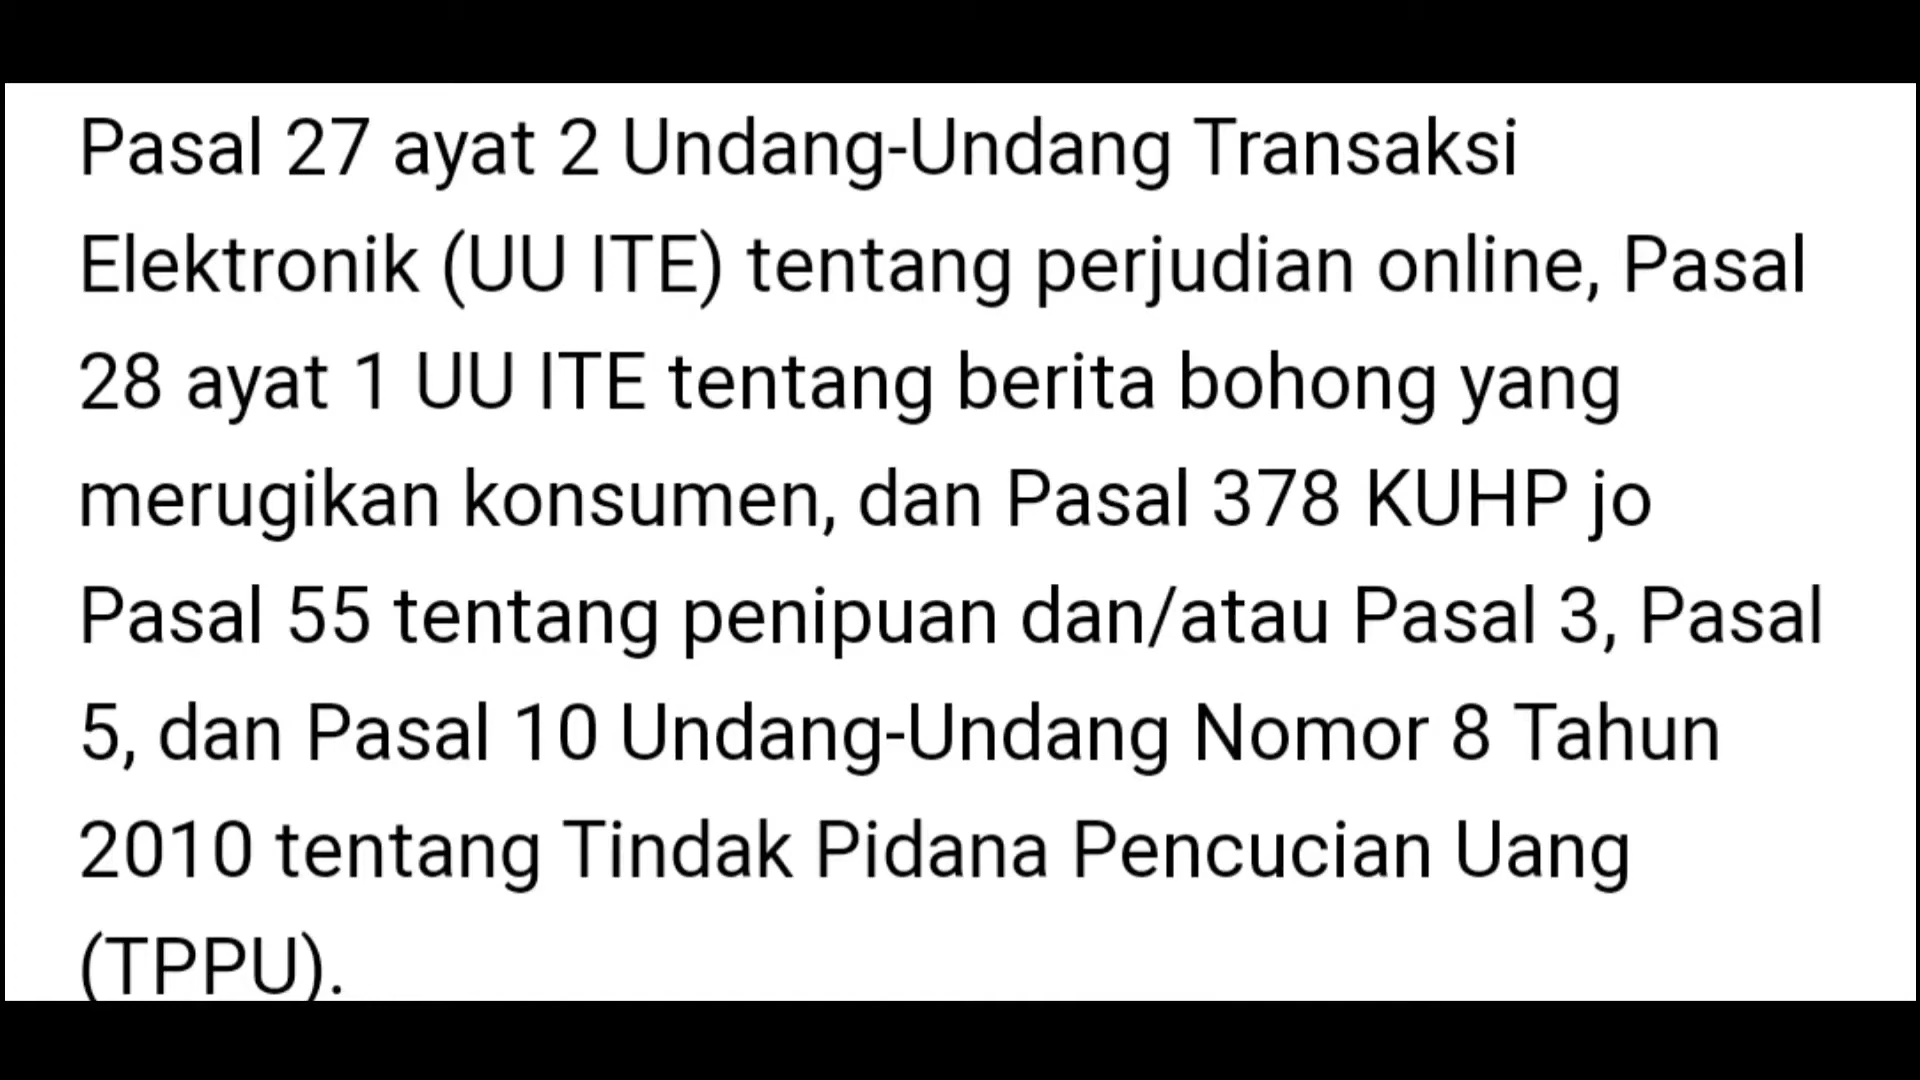 Pasal 27 ayat 2 Undang-Undang Transaksi
Elektronik (UU ITE) tentang perjudian online, Pasal
28 ayat 1 UU ITE tentang berita bohong yang
merugikan konsumen, dan Pasal 378 KUHP jo
Pasal 55 tentang penipuan dan/atau Pasal 3, Pasal
5, dan Pasal 10 Undang-Undang Nomor 8 Tahun
2010 tentang Tindak Pidana Pencucian Uang
(TPPU).